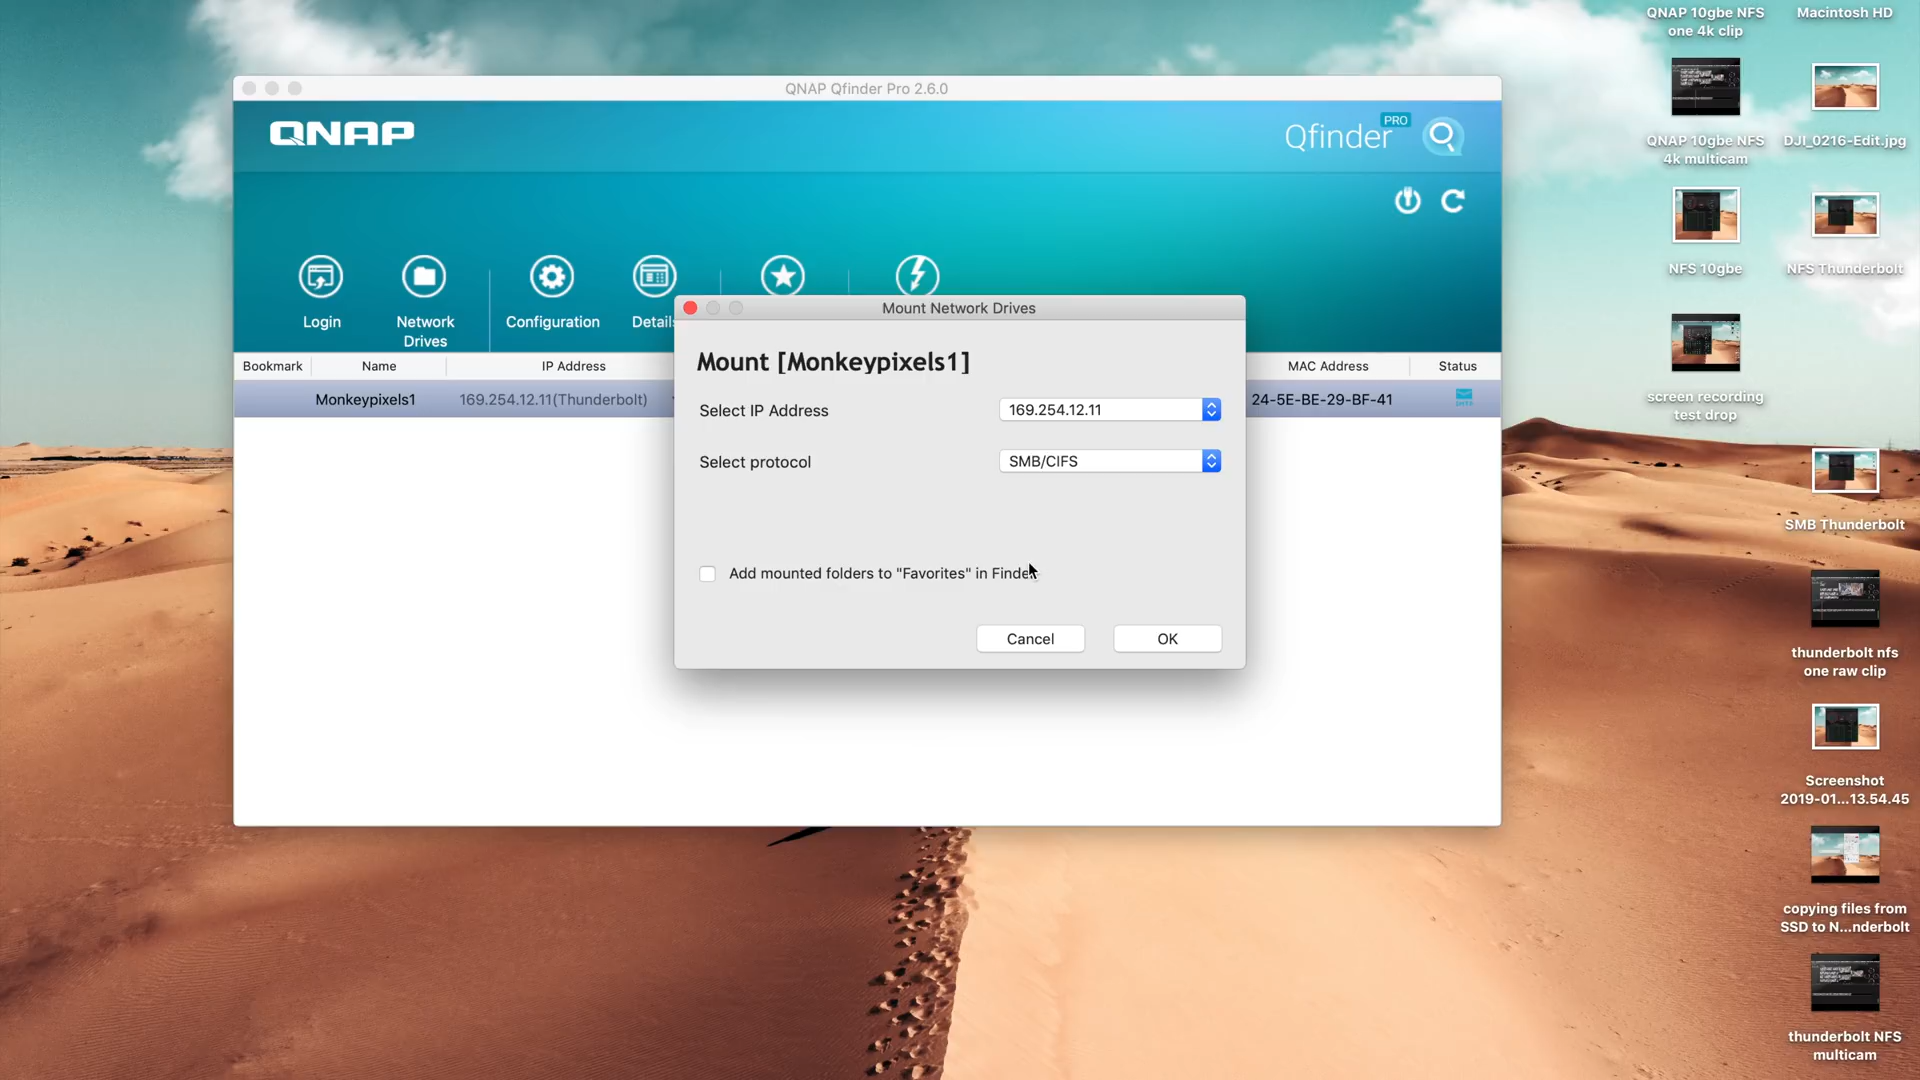 QNAP 10gbe NFS
one 4k clip
Macintosh HD
QNAP Qfinder Pro 2.6.0
QNAP
Qfinder PRO
QNAP 10gbe NFS
4k multicam
DJI_0216-Edit.jpg
NFS 10gbe
NFS Thunderbolt
Login
Network
Drives
Configuration
Details
Mount Network Drives
Bookmark
Name
IP Address
MAC Address
Status
Mount [Monkeypixels1]
Monkeypixels1
169.254.12.11(Thunderbolt)
24-5E-BE-29-BF-41
Select IP Address
169.254.12.11
Select protocol
SMB/CIFS
Add mounted folders to "Favorites" in Finder
Cancel
OK
screen recording
test drop
SMB Thunderbolt
thunderbolt nfs
one raw clip
Screenshot
2019-01...13.54.45
copying files from
SSD to N...nderbolt
thunderbolt NFS
multicam